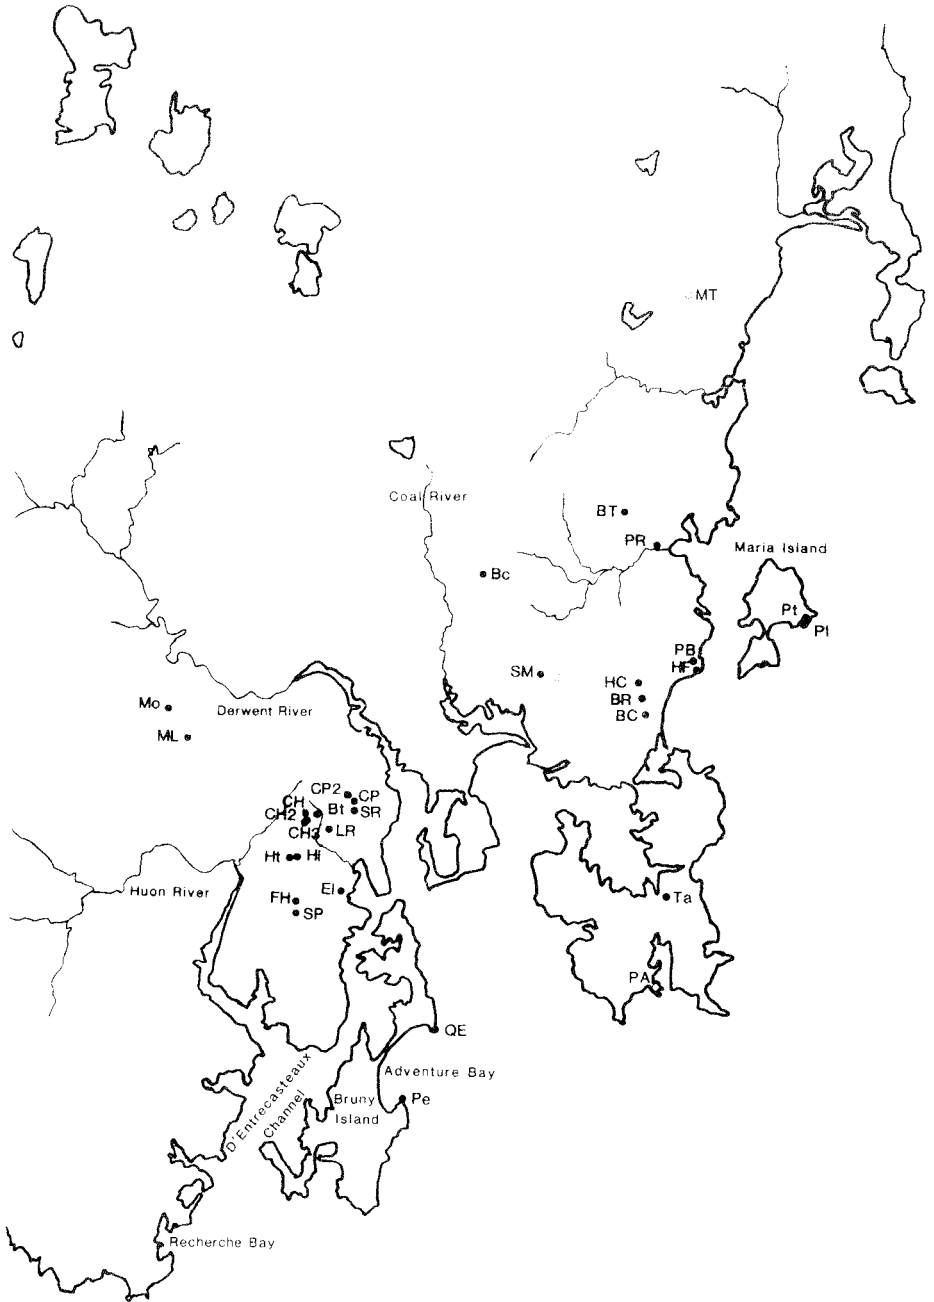 MT
Coal River
BT
PR
Maria Island
Bc
Pt
Pl
PB
HF
SM
HC
BR
BC
Mo
Derwent River
ML
CP2
CP
CH
Bt
SR
CH2
CH3
LR
Ht
Hi
Huon River
El
FH
SP
Ta
PA
QE
D'Entrecasteaux
Channel
Adventure Bay
Bruny
Island
Pe
Recherche Bay